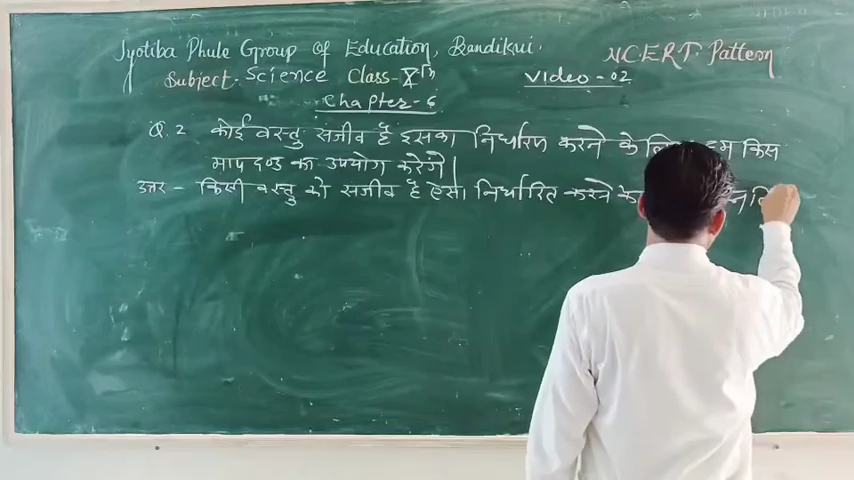 Jyotiba Phule Group of Education, Bandikui.
NCERT Pattern
Subject- Science Class-Xth
Video-02
Chapter-6
Q.2 कोई वस्तु सजीव है इसका निर्धारण करने के हम किस
मापदण्ड का उपयोग करेंगे|
उत्तर - किसी वस्तु को सजीव है ऐसा निर्धारित करने के